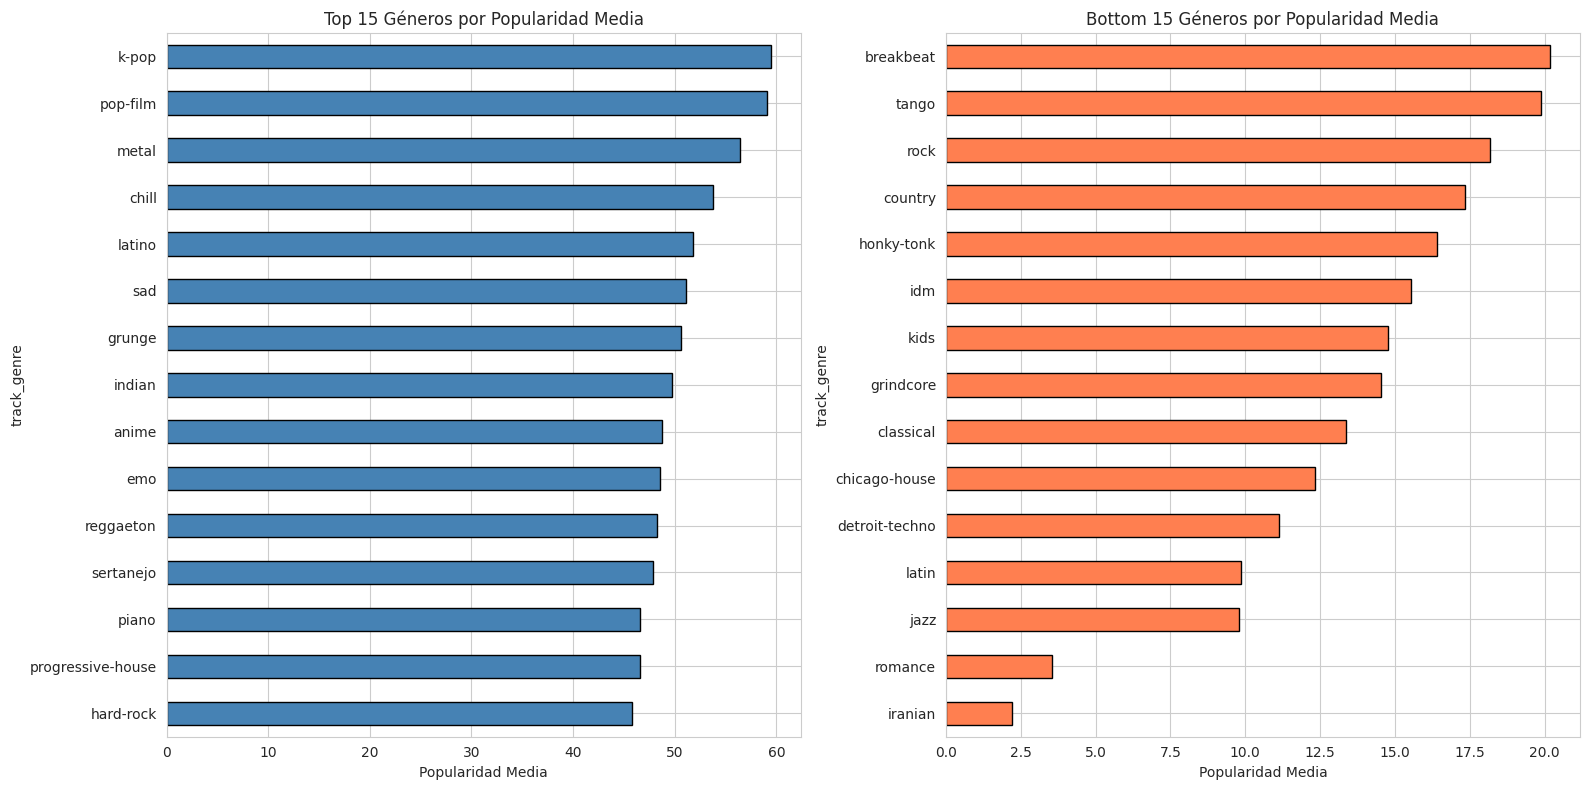 Top 15 Géneros por Popularidad Media
track_genre
k-pop
pop-film
metal
chill
latino
sad
grunge
indian
anime
emo
reggaeton
sertanejo
piano
progressive-house
hard-rock
0 10 20 30 40 50 60
Popularidad Media
Bottom 15 Géneros por Popularidad Media
track_genre
breakbeat
tango
rock
country
honky-tonk
idm
kids
grindcore
classical
chicago-house
detroit-techno
latin
jazz
romance
iranian
0.0 2.5 5.0 7.5 10.0 12.5 15.0 17.5 20.0
Popularidad Media